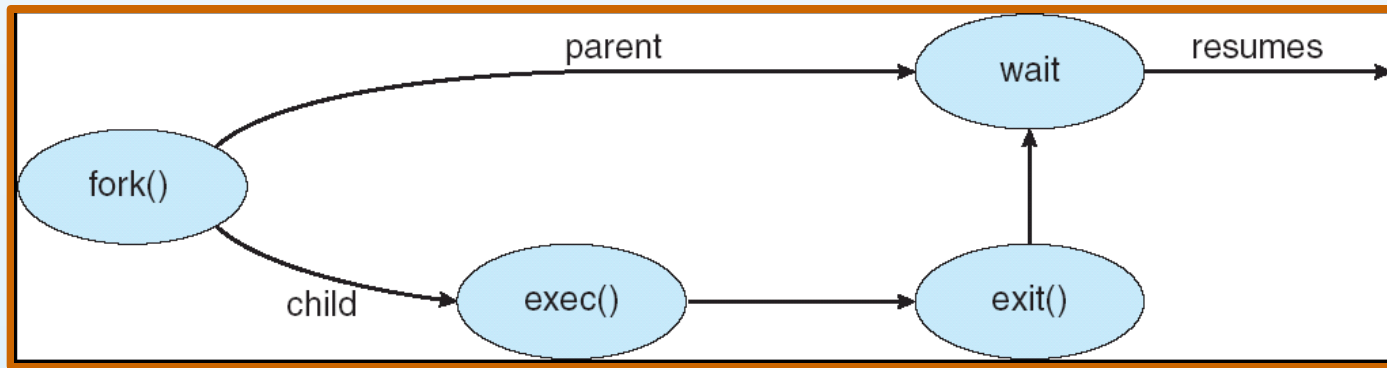 parent
wait
resumes
fork()
child
exec()
exit()